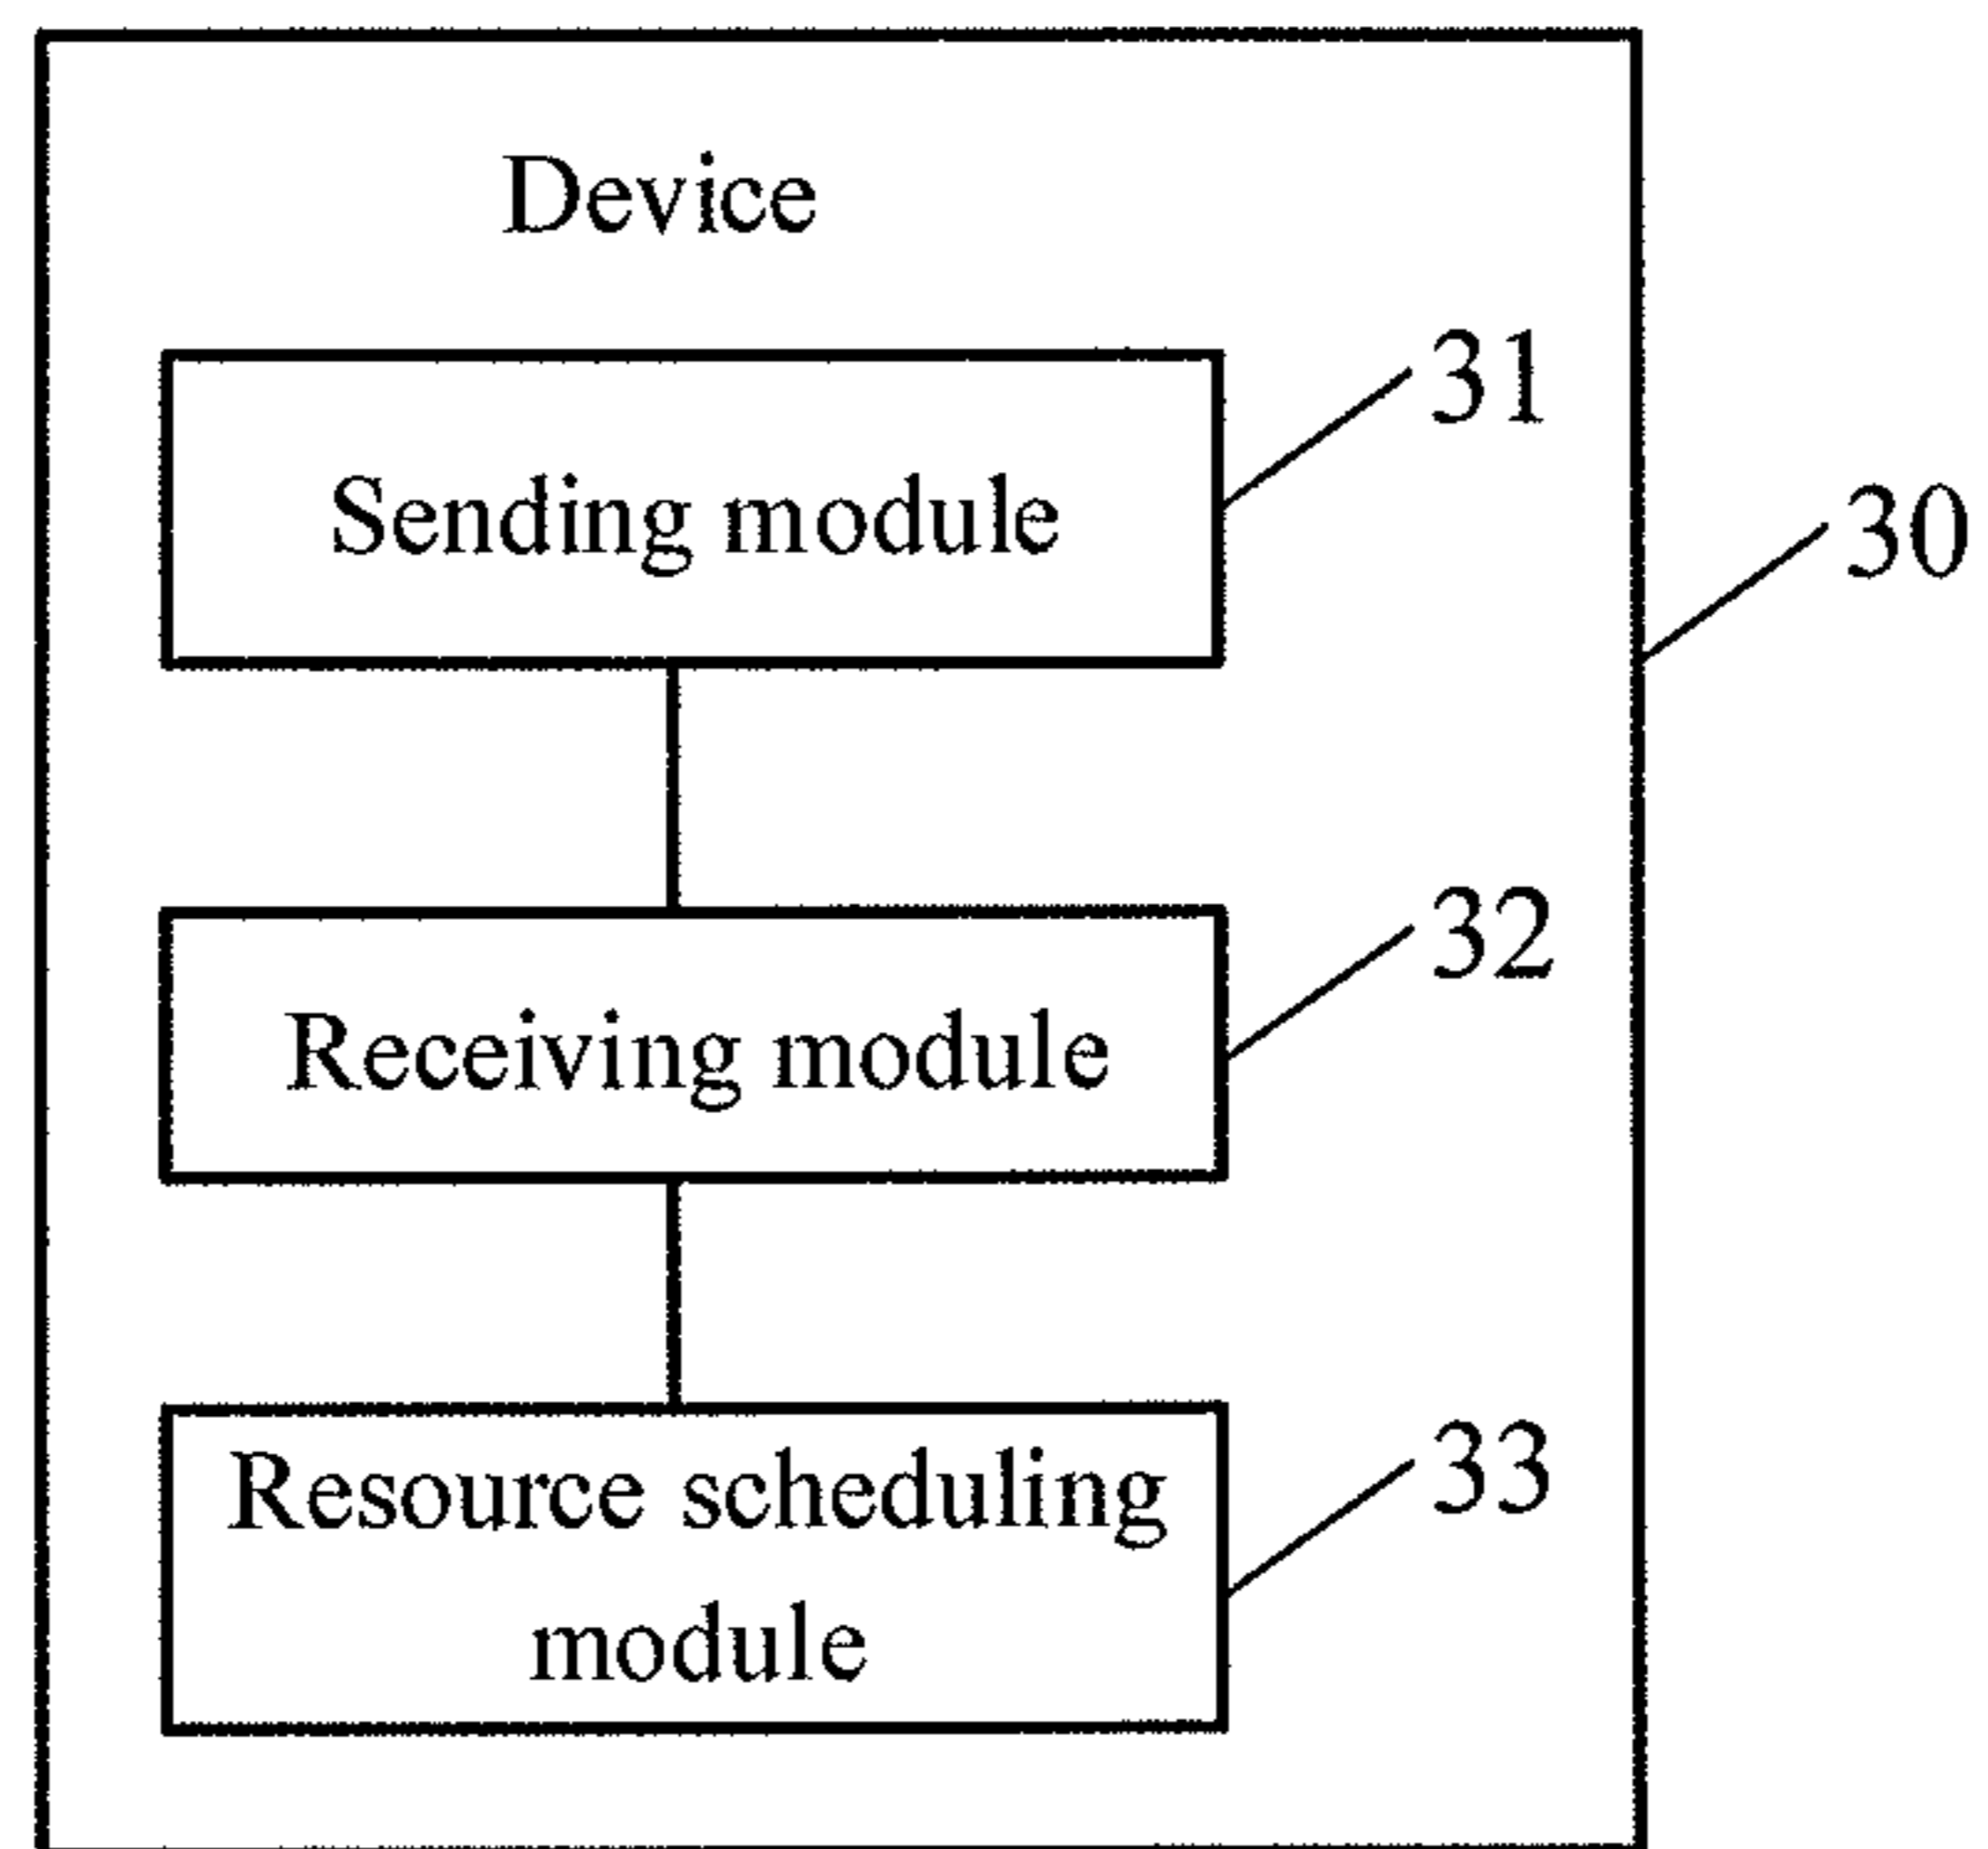 Device
31
Sending module
30
32
Receiving module
33
Resource scheduling
module